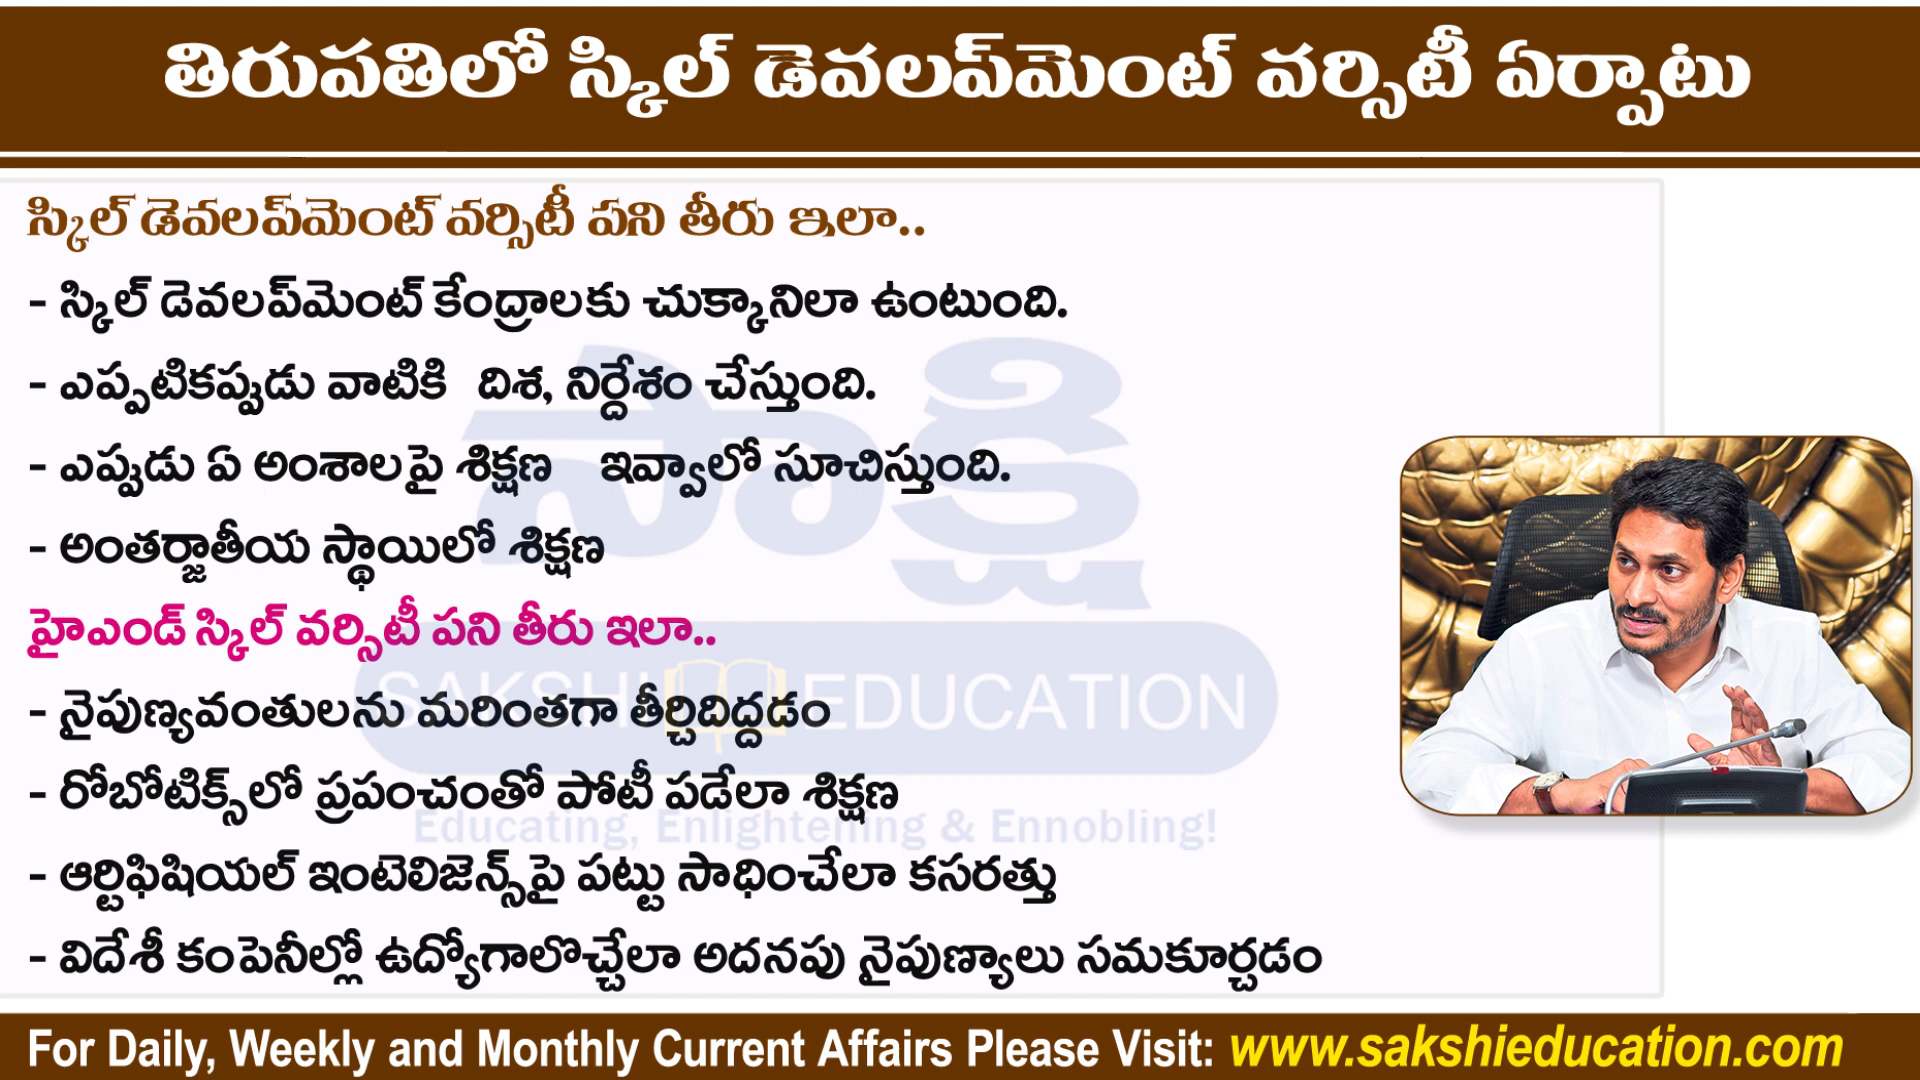 తిరుపతిలో స్కిల్ డెవలప్‌మెంట్ వర్సిటీ ఏర్పాటు
స్కిల్ డెవలప్‌మెంట్ వర్సిటీ పని తీరు ఇలా..
- స్కిల్ డెవలప్‌మెంట్ కేంద్రాలకు చుక్కానిలా ఉంటుంది.
- ఎప్పటికప్పుడు వాటికి దిశ, నిర్దేశం చేస్తుంది.
- ఎప్పుడు ఏ అంశాలపై శిక్షణ ఇవ్వాలో సూచిస్తుంది.
- అంతర్జాతీయ స్థాయిలో శిక్షణ
హైఎండ్ స్కిల్ వర్సిటీ పని తీరు ఇలా..
- నైపుణ్యవంతులను మరింతగా తీర్చిదిద్దడం
- రోబోటిక్స్‌లో ప్రపంచంతో పోటీ పడేలా శిక్షణ
- ఆర్టిఫిషియల్ ఇంటెలిజెన్స్‌పై పట్టు సాధించేలా కసరత్తు
- విదేశీ కంపెనీల్లో ఉద్యోగాలొచ్చేలా అదనపు నైపుణ్యాలు సమకూర్చడం
సాక్షి
SAKSHI EDUCATION
Educating, Enlightening & Ennobling!
For Daily, Weekly and Monthly Current Affairs Please Visit: www.sakshieducation.com